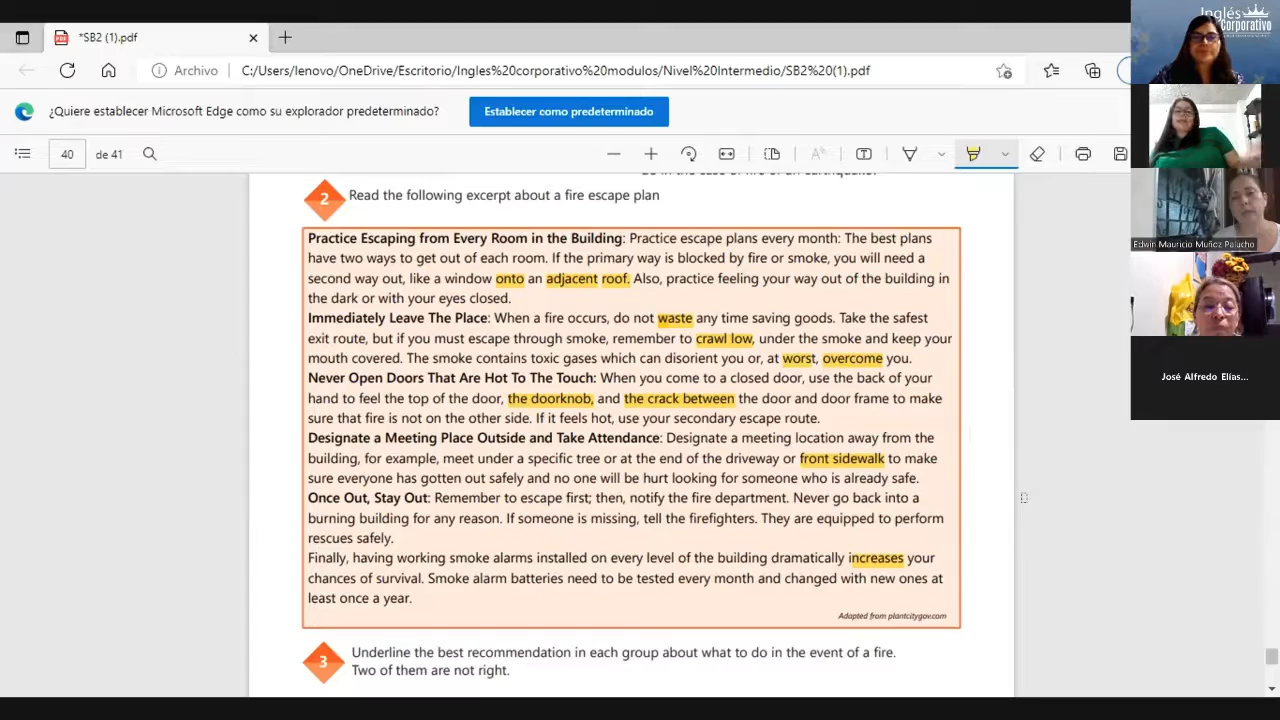 *SB2 (1).pdf
Archivo
C:/Users/lenovo/OneDrive/Escritorio/Ingles%20corporativo%20modulos/Nivel%20Intermedio/SB2%20(1).pdf
¿Quiere establecer Microsoft Edge como su explorador predeterminado?
Establecer como predeterminado
40 de 41
2
Read the following excerpt about a fire escape plan
Practice Escaping from Every Room in the Building: Practice escape plans every month: The best plans
have two ways to get out of each room. If the primary way is blocked by fire or smoke, you will need a
second way out, like a window onto an adjacent roof. Also, practice feeling your way out of the building in
the dark or with your eyes closed.
Immediately Leave The Place: When a fire occurs, do not waste any time saving goods. Take the safest
exit route, but if you must escape through smoke, remember to crawl low, under the smoke and keep your
mouth covered. The smoke contains toxic gases which can disorient you or, at worst, overcome you.
Never Open Doors That Are Hot To The Touch: When you come to a closed door, use the back of your
hand to feel the top of the door, the doorknob, and the crack between the door and door frame to make
sure that fire is not on the other side. If it feels hot, use your secondary escape route.
Designate a Meeting Place Outside and Take Attendance: Designate a meeting location away from the
building, for example, meet under a specific tree or at the end of the driveway or front sidewalk to make
sure everyone has gotten out safely and no one will be hurt looking for someone who is already safe.
Once Out, Stay Out: Remember to escape first; then, notify the fire department. Never go back into a
burning building for any reason. If someone is missing, tell the firefighters. They are equipped to perform
rescues safely.
Finally, having working smoke alarms installed on every level of the building dramatically increases your
chances of survival. Smoke alarm batteries need to be tested every month and changed with new ones at
least once a year.
Adapted from plantcitygov.com
3
Underline the best recommendation in each group about what to do in the event of a fire.
Two of them are not right.
Inglés
Corporativo
Edwin Mauricio Muñoz Palucho
José Alfredo Elías...